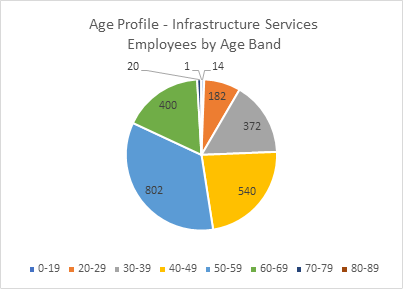 Age Profile - Infrastructure Services
Employees by Age Band
20 1 14
182
400
372
802
540
0-19 20-29 30-39 40-49 50-59 60-69 70-79 80-89